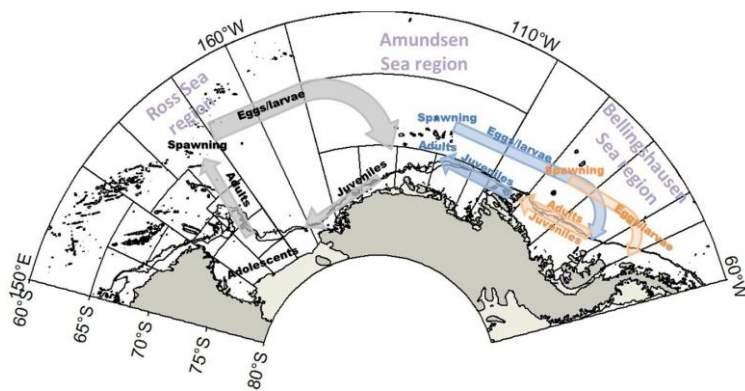 160°W
110°W
Amundsen
Sea region
Ross Sea
region
Bellingshausen
Sea region
Eggs/larvae
Spawning
Adults
Juveniles
Adolescents
Spawning
Eggs/larvae
Adults
Juveniles
Spawning
Eggs/larvae
Adults
Juveniles
150°E
60°S
65°S
70°S
75°S
80°S
60°W